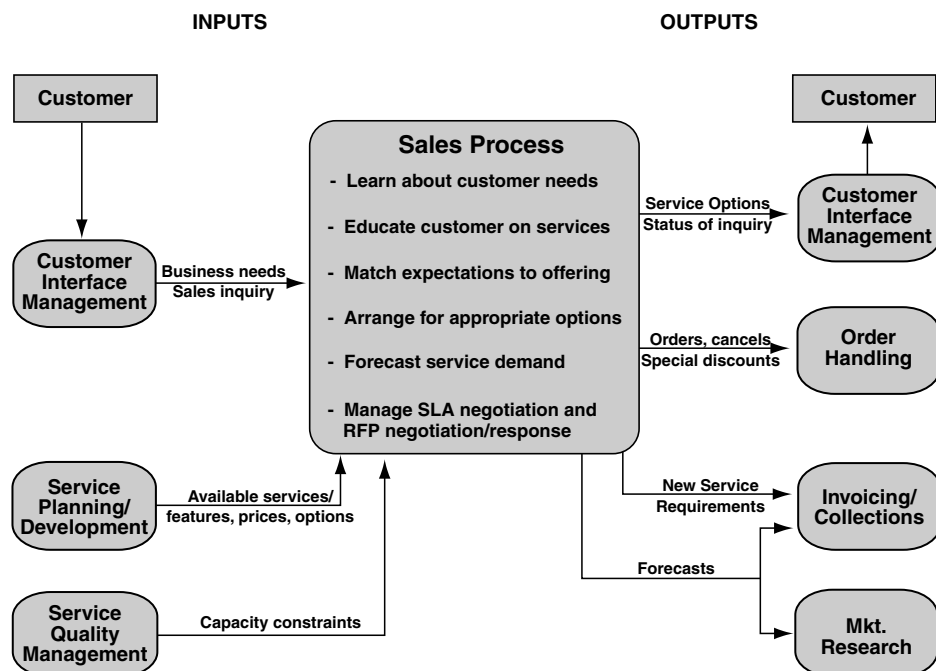 INPUTS
OUTPUTS
Customer
Customer
Interface
Management
Business needs
Sales inquiry
Service
Planning/
Development
Available services/
features, prices, options
Service
Quality
Management
Capacity constraints
Sales Process
- Learn about customer needs
- Educate customer on services
- Match expectations to offering
- Arrange for appropriate options
- Forecast service demand
- Manage SLA negotiation and
RFP negotiation/response
Customer
Service Options
Status of inquiry
Customer
Interface
Management
Orders, cancels
Special discounts
Order
Handling
New Service
Requirements
Invoicing/
Collections
Forecasts
Mkt.
Research